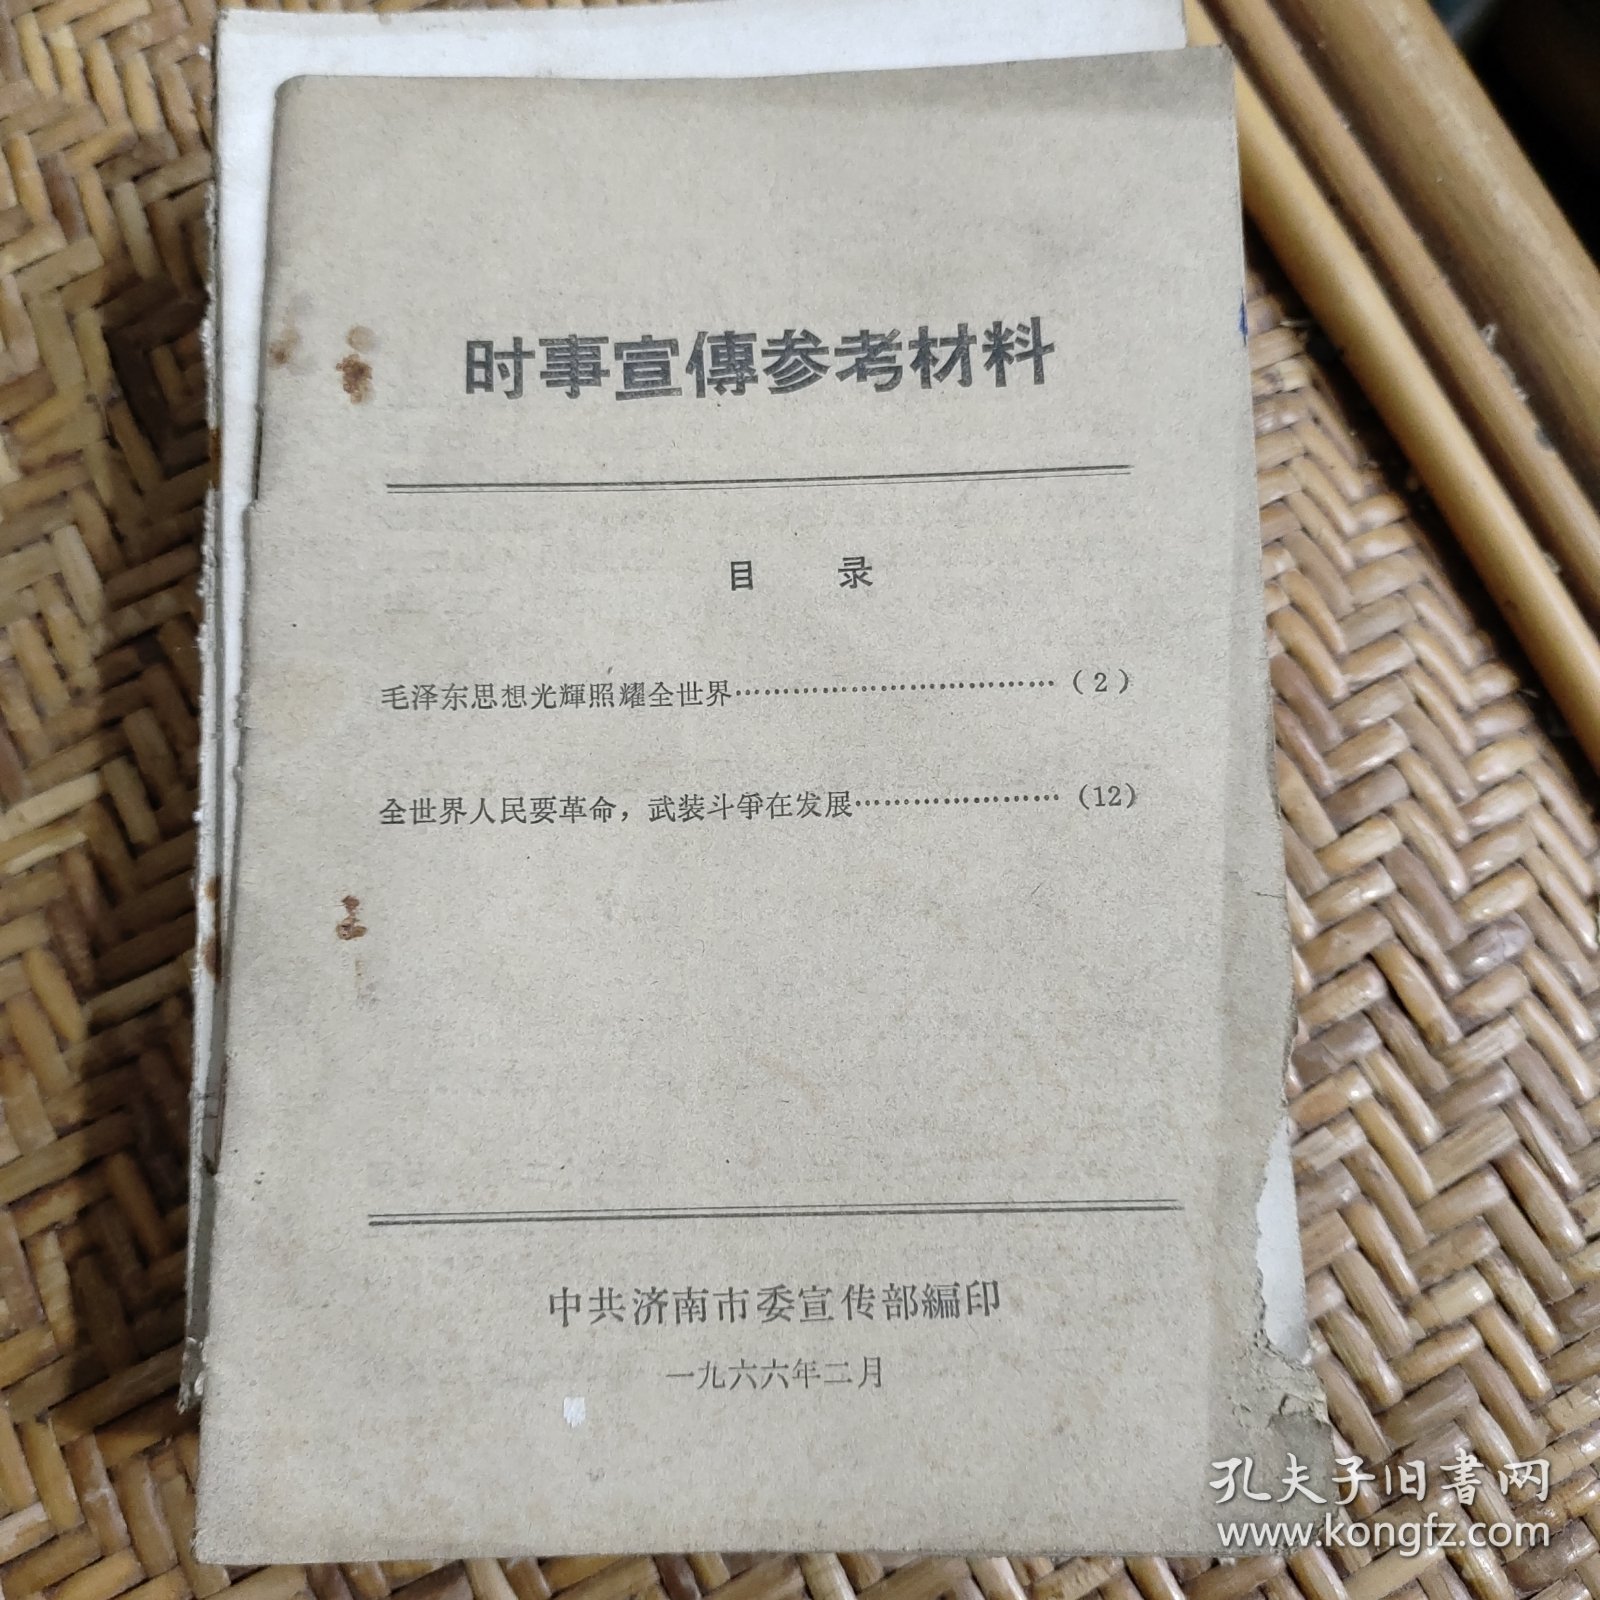 时事宣傳参考材料
目 录
毛泽东思想光輝照耀全世界……………………………(2)
全世界人民要革命，武装斗爭在发展…………………(12)
中共济南市委宣传部編印
一九六六年二月
孔夫子旧書网
www.kongfz.com